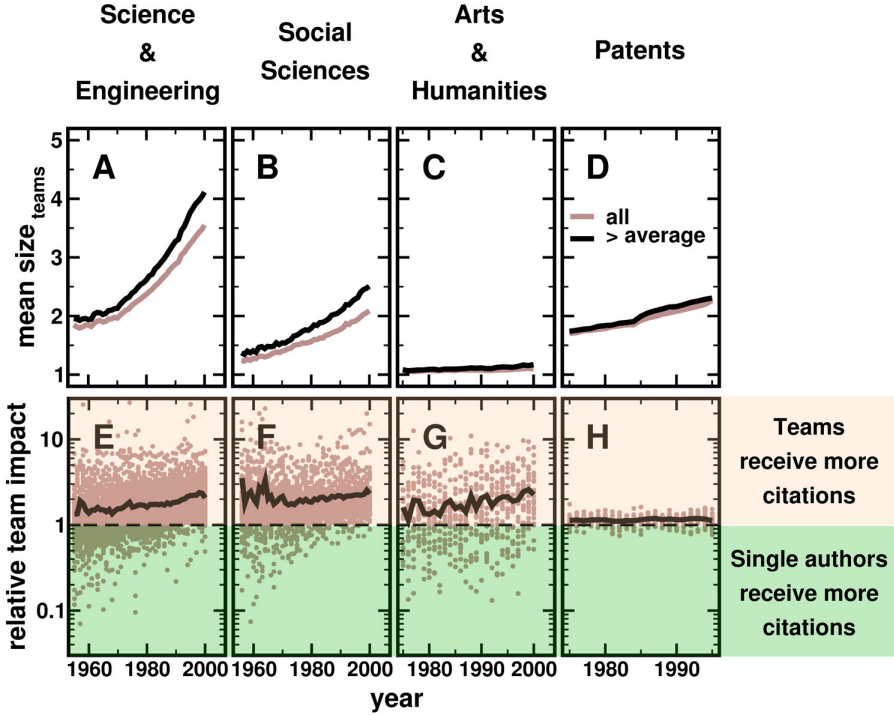 Science
&
Engineering
Social
Sciences
Arts
&
Humanities
Patents
mean size teams
5
4
3
2
1
A
B
C
D
all
> average
relative team impact
10
1
0.1
E
F
G
H
Teams
receive more
citations
Single authors
receive more
citations
1960 1980 2000
1960 1980 2000
1980 1990 2000
1980 1990
year